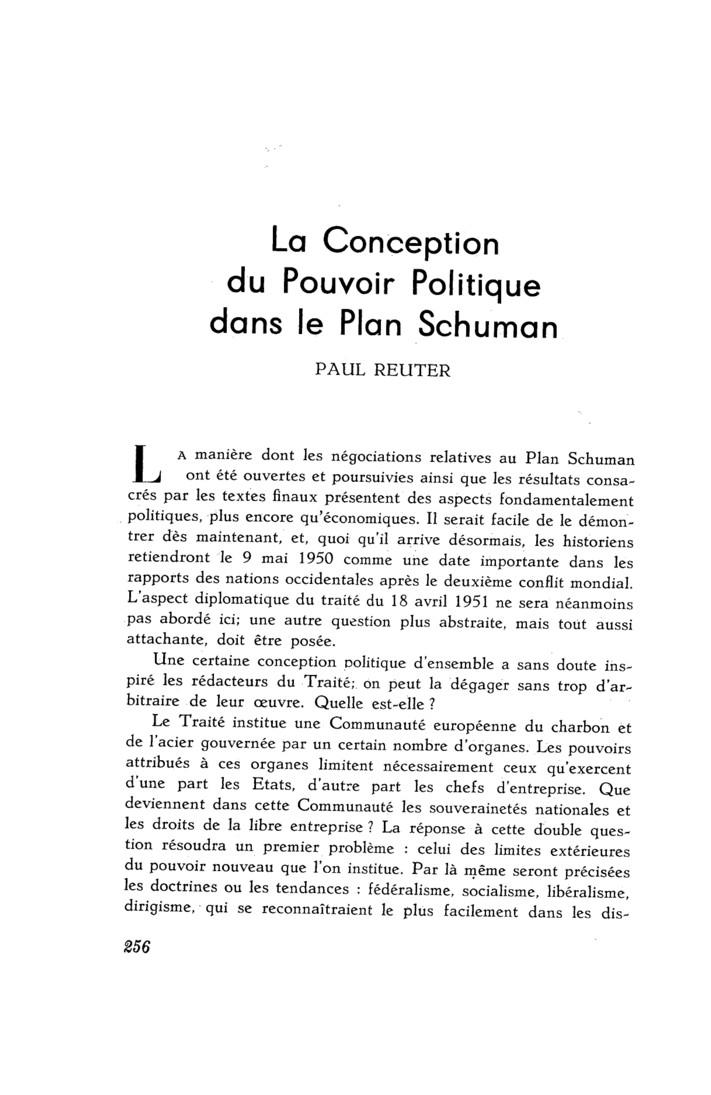 La Conception
du Pouvoir Politique
dans le Plan Schuman
PAUL REUTER
LA manière dont les négociations relatives au Plan Schuman
ont été ouvertes et poursuivies ainsi que les résultats consa-
crés par les textes finaux présentent des aspects fondamentalement
politiques, plus encore qu'économiques. Il serait facile de le démon-
trer dès maintenant, et, quoi qu'il arrive désormais, les historiens
retiendront le 9 mai 1950 comme une date importante dans les
rapports des nations occidentales après le deuxième conflit mondial.
L'aspect diplomatique du traité du 18 avril 1951 ne sera néanmoins
pas abordé ici; une autre question plus abstraite, mais tout aussi
attachante, doit être posée.
Une certaine conception politique d'ensemble a sans doute ins-
piré les rédacteurs du Traité; on peut la dégager sans trop d'ar-
bitraire de leur œuvre. Quelle est-elle ?
Le Traité institue une Communauté européenne du charbon et
de l'acier gouvernée par un certain nombre d'organes. Les pouvoirs
attribués à ces organes limitent nécessairement ceux qu'exercent
d'une part les Etats, d'autre part les chefs d'entreprise. Que
deviennent dans cette Communauté les souverainetés nationales et
les droits de la libre entreprise ? La réponse à cette double ques-
tion résoudra un premier problème : celui des limites extérieures
du pouvoir nouveau que l'on institue. Par là même seront précisées
les doctrines ou les tendances : fédéralisme, socialisme, libéralisme,
dirigisme, qui se reconnaîtraient le plus facilement dans les dis-
256